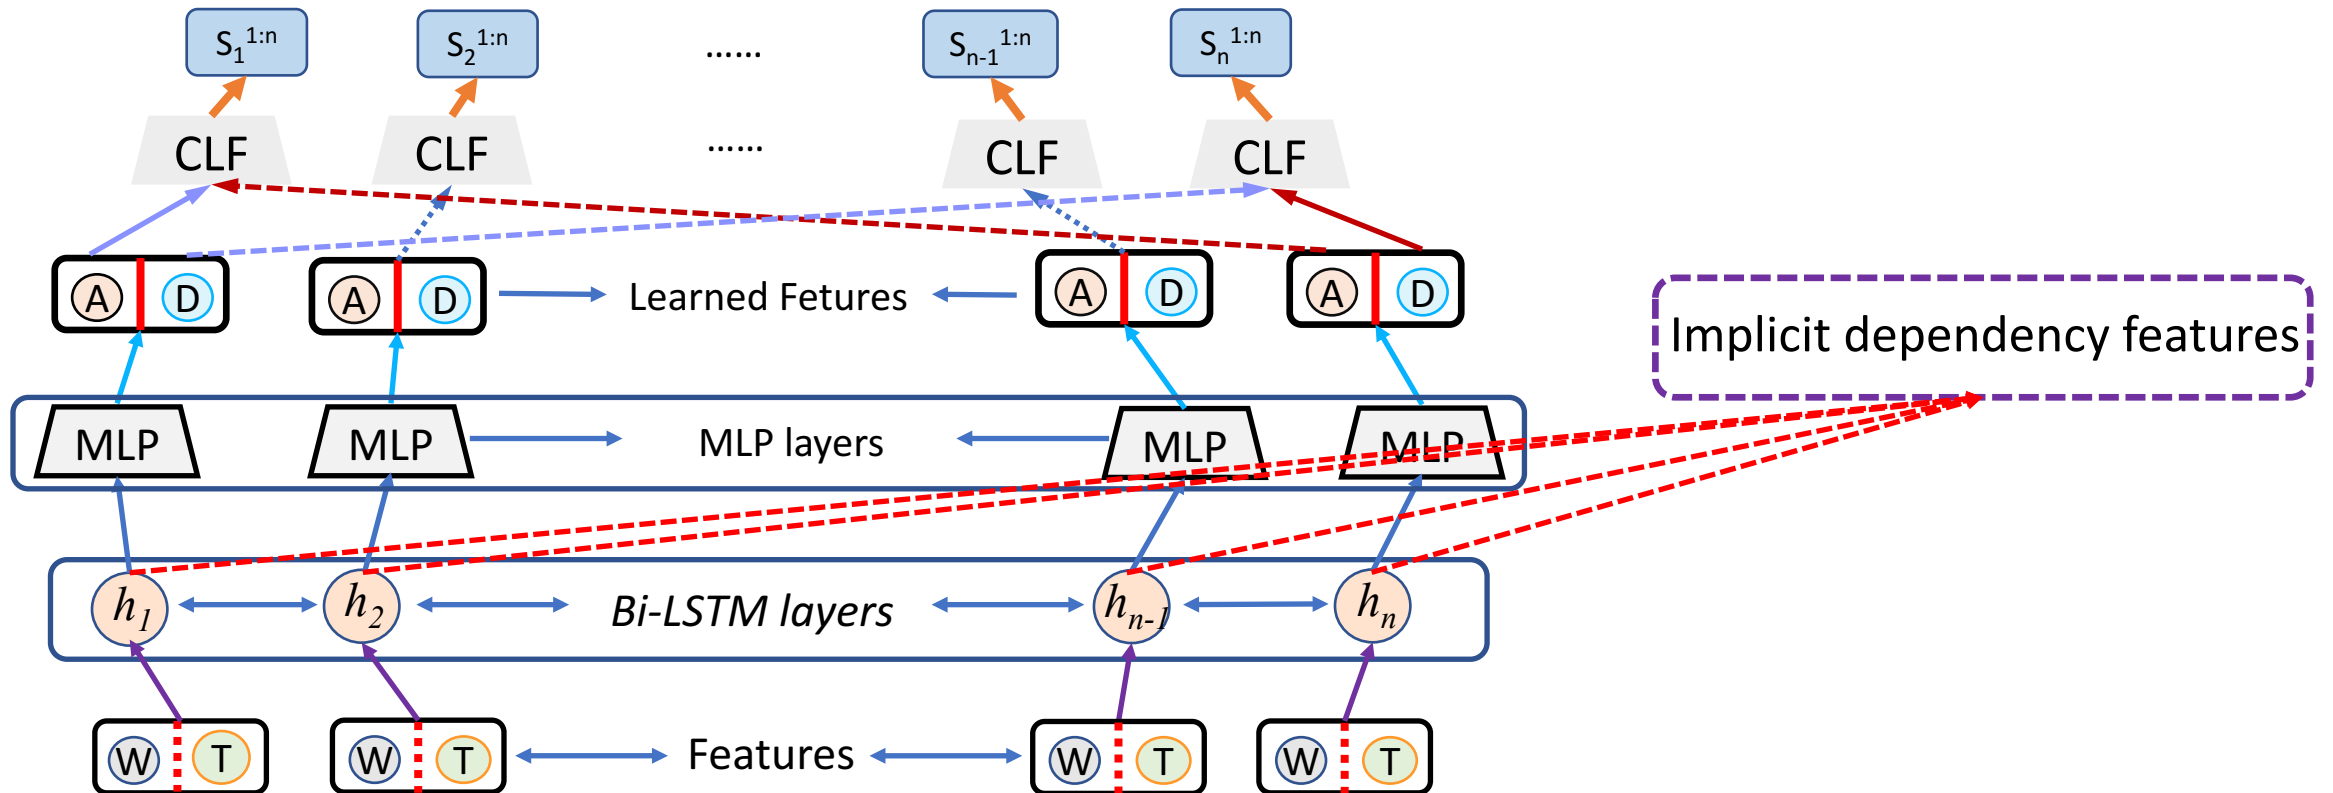 S1^1:n S2^1:n ...... Sn-1^1:n Sn^1:n
CLF CLF ...... CLF CLF
A D A D Learned Fetures A D A D
Implicit dependency features
MLP MLP MLP layers MLP MLP
h1 h2 Bi-LSTM layers hn-1 hn
W T W T Features W T W T